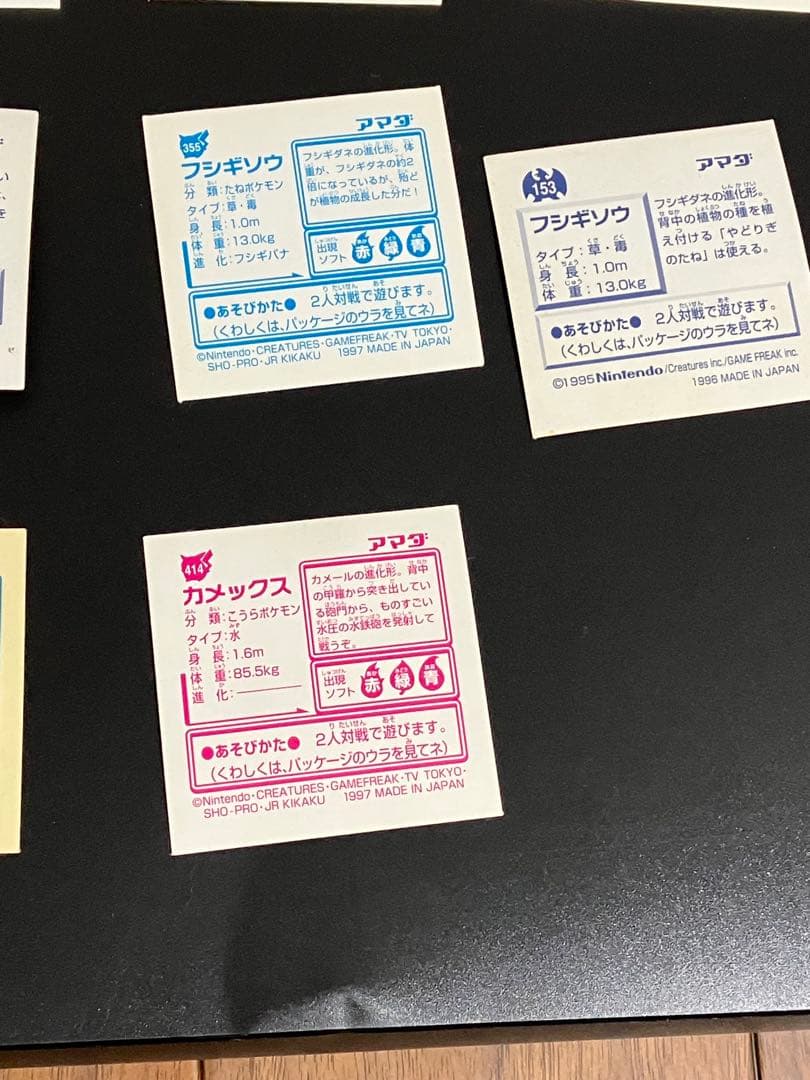 355
アマダ
フシギソウ
分類:たねポケモン
タイプ:草・毒
身長:1.0m
体重:13.0kg
進化:フシギバナ
フシギダネの進化形。体
重が、フシギダネの約2
倍になっているが、殆ど
が植物の成長した分だ!
出現
ソフト
赤 緑 青
●あそびかた● 2人対戦で遊びます。
(くわしくは、パッケージのウラを見てネ)
©Nintendo・CREATURES・GAMEFREAK・TV TOKYO・
SHO-PRO・JR KIKAKU 1997 MADE IN JAPAN
153
アマダ
フシギソウ
タイプ:草・毒
身長:1.0m
体重:13.0kg
フシギダネの進化形。
背中の植物の種を植
え付ける「やどりぎ
のたね」は使える。
●あそびかた● 2人対戦で遊びます。
(くわしくは、パッケージのウラを見てネ)
©1995 Nintendo/Creatures inc./GAME FREAK inc.
1996 MADE IN JAPAN
414
アマダ
カメックス
分類:こうらポケモン
タイプ:水
身長:1.6m
体重:85.5kg
進化:
カメールの進化形。背中
の甲羅から突き出してい
る砲門から、ものすごい
水圧の水鉄砲を発射して
戦うぞ。
出現
ソフト
赤 緑 青
●あそびかた● 2人対戦で遊びます。
(くわしくは、パッケージのウラを見てネ)
©Nintendo・CREATURES・GAMEFREAK・TV TOKYO・
SHO-PRO・JR KIKAKU 1997 MADE IN JAPAN